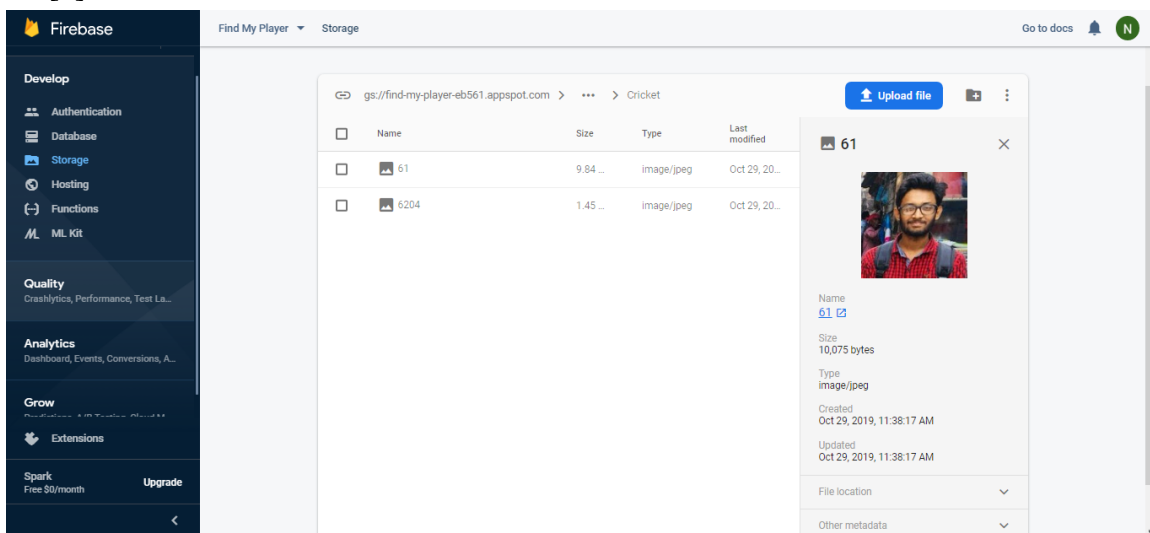 Firebase
Find My Player Storage
Go to docs N
Develop
Authentication
Database
Storage
Hosting
Functions
ML Kit
Quality
Crashlytics, Performance, Test La...
Analytics
Dashboard, Events, Conversions, A...
Grow
Extensions
Spark
Free $0/month
Upgrade
gs://find-my-player-eb561.appspot.com > ... > Cricket
Upload file
Name Size Type Last modified
61 9.84 ... image/jpeg Oct 29, 20...
6204 1.45 ... image/jpeg Oct 29, 20...
61
Name
61
Size
10,075 bytes
Type
image/jpeg
Created
Oct 29, 2019, 11:38:17 AM
Updated
Oct 29, 2019, 11:38:17 AM
File location
Other metadata